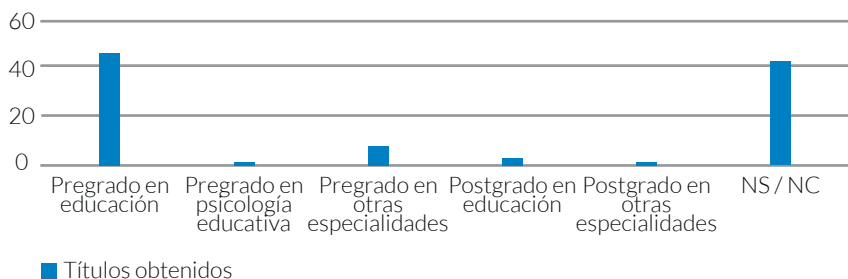 60
40
20
0
Pregrado en
educación
Pregrado en
psicología
educativa
Pregrado en
otras
especialidades
Postgrado en
educación
Postgrado en
otras
especialidades
NS / NC
Títulos obtenidos